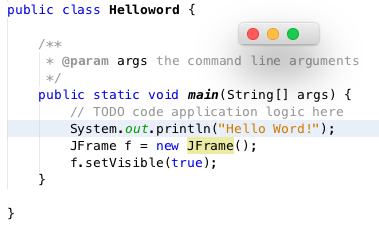 public class Helloword {
/**
* @param args the command line arguments
*/
public static void main(String[] args) {
// TODO code application logic here
System.out.println("Hello Word!");
JFrame f = new JFrame();
f.setVisible(true);
}
}